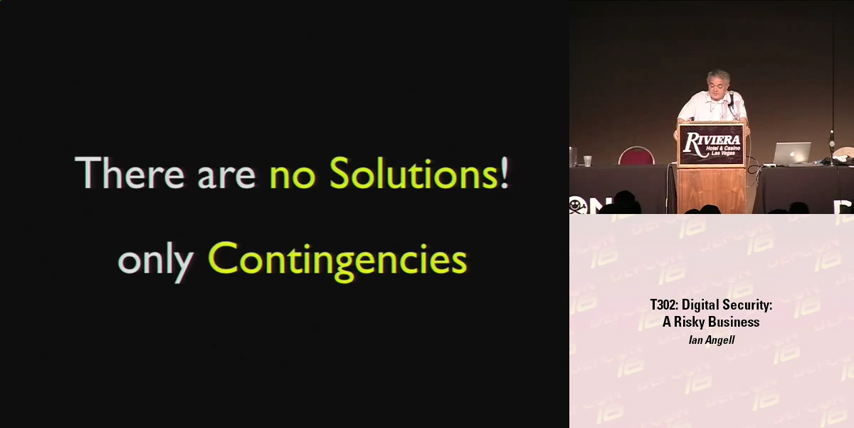 There are no Solutions!
only Contingencies
RIVIERA
Hotel & Casino
Las Vegas
T302: Digital Security:
A Risky Business
Ian Angell